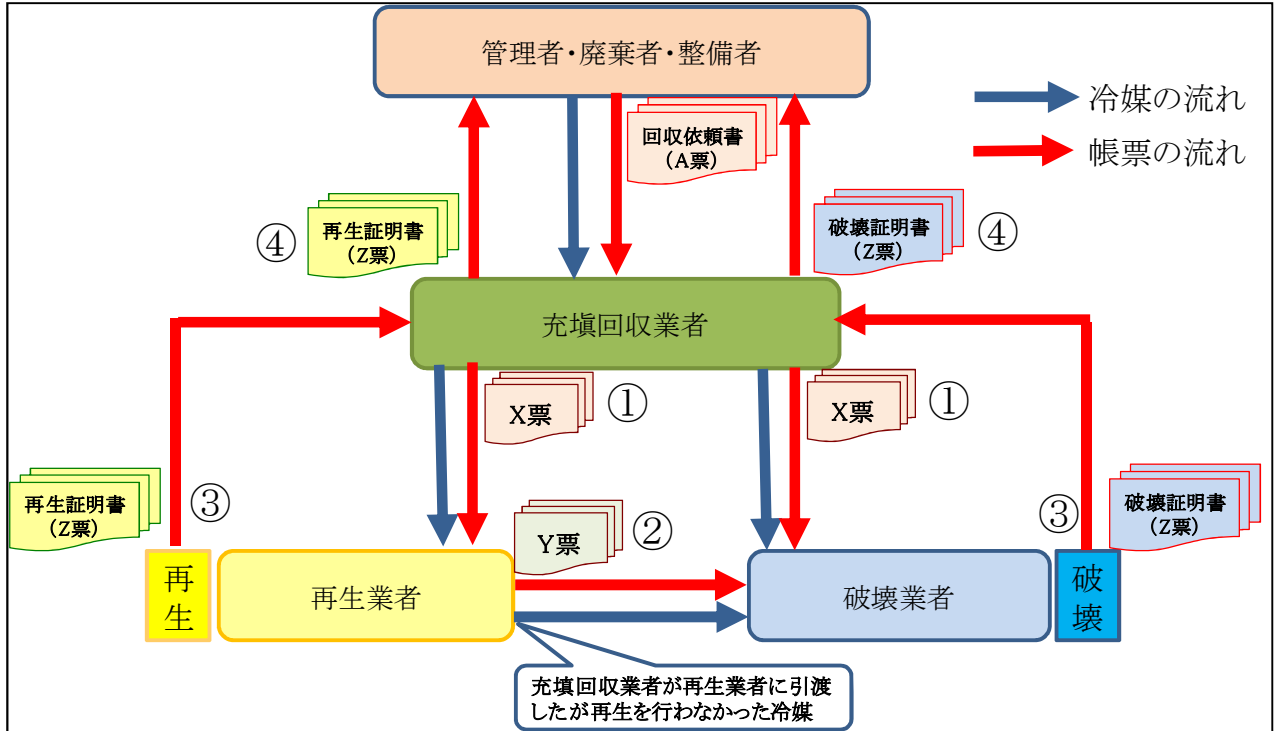 管理者・廃棄者・整備者
冷媒の流れ
帳票の流れ
回収依頼書
（A票）
④
再生証明書
（Z票）
破壊証明書
（Z票）
④
充塡回収業者
X票
①
X票
①
再生証明書
（Z票）
③
Y票
②
③
破壊証明書
（Z票）
再
生
再生業者
破壊業者
破
壊
充填回収業者が再生業者に引渡
したが再生を行わなかった冷媒